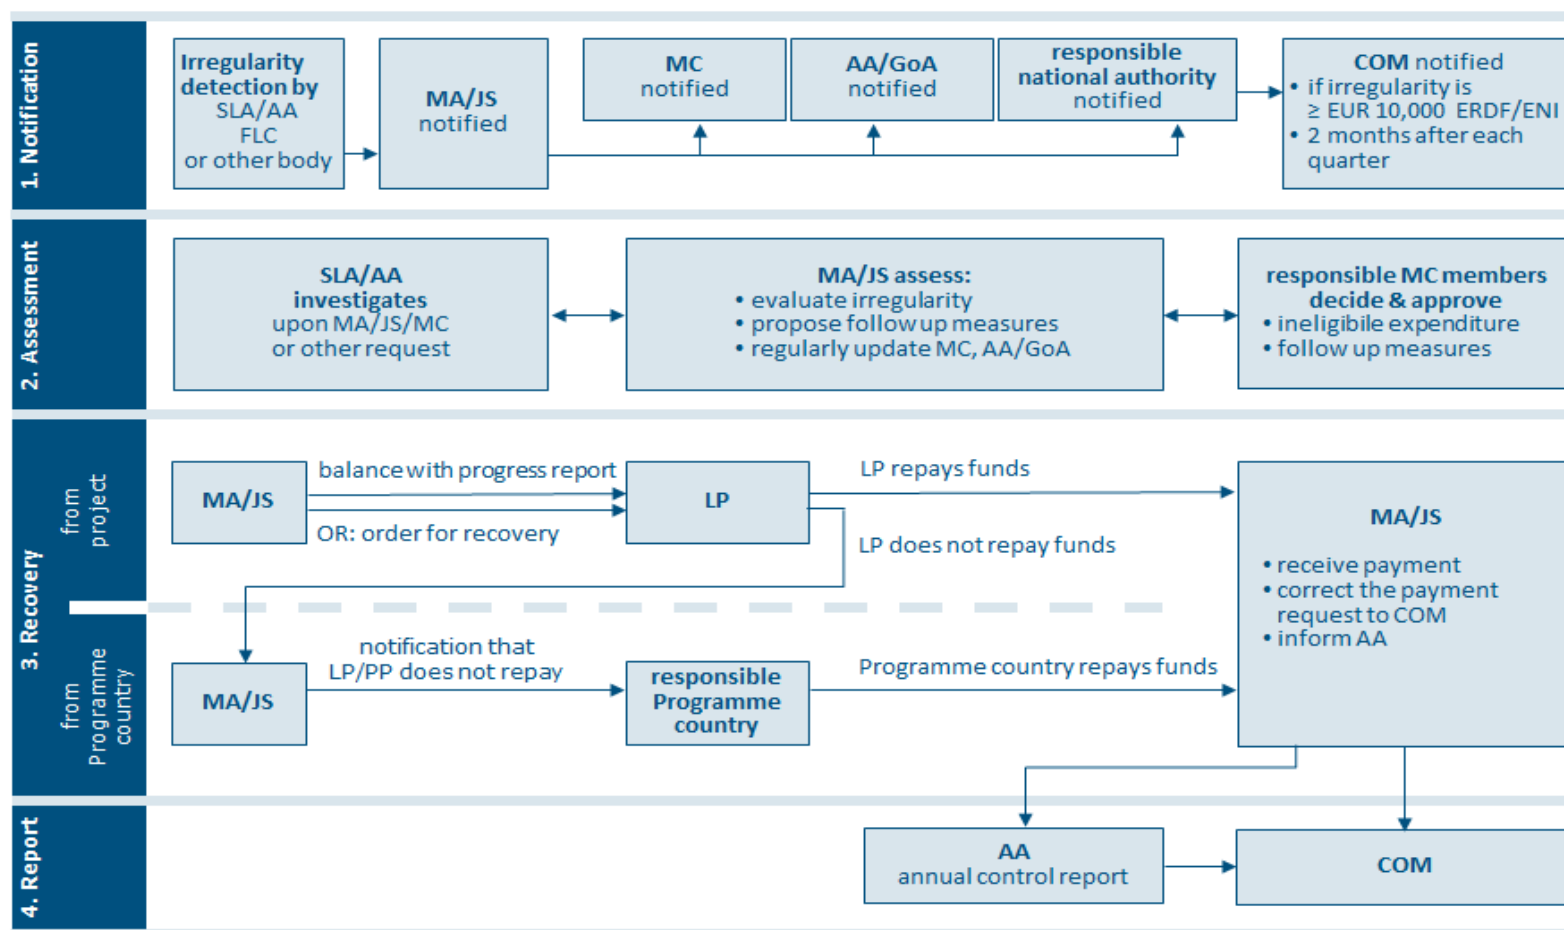 1. Notification
Irregularity
detection by
SLA/AA
FLC
or other body
MA/JS
notified
MC
notified
AA/GoA
notified
responsible
national authority
notified
COM notified
• if irregularity is
≥ EUR 10,000 ERDF/ENI
• 2 months after each
quarter
2. Assessment
SLA/AA
investigates
upon MA/JS/MC
or other request
MA/JS assess:
• evaluate irregularity
• propose follow up measures
• regularly update MC, AA/GoA
responsible MC members
decide & approve
• ineligibile expenditure
• follow up measures
3. Recovery
from
project
MA/JS
balance with progress report
OR: order for recovery
LP
LP repays funds
LP does not repay funds
MA/JS
• receive payment
• correct the payment
request to COM
• inform AA
from
Programme
country
MA/JS
notification that
LP/PP does not repay
responsible
Programme
country
Programme country repays funds
4. Report
AA
annual control report
COM